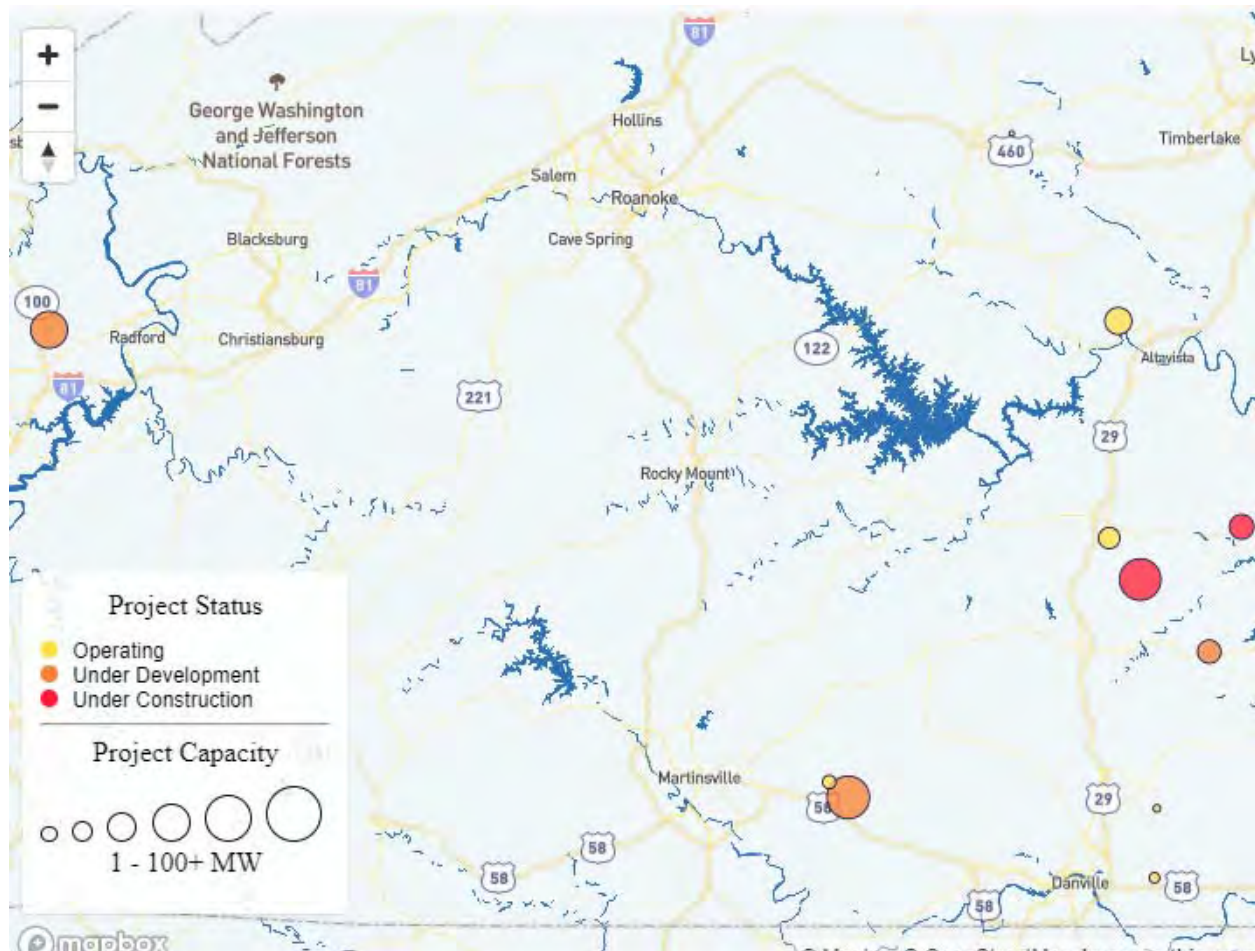 81
Ly
George Washington
and Jefferson
National Forests
Hollins
460
Timberlake
Salem
Roanoke
Blacksburg
Cave Spring
81
100
Radford
Christiansburg
122
Altavista
81
221
29
Rocky Mount
Project Status
Operating
Under Development
Under Construction
Project Capacity
1 - 100+ MW
Martinsville
58
29
58
58
Danville
58
58
mapbox